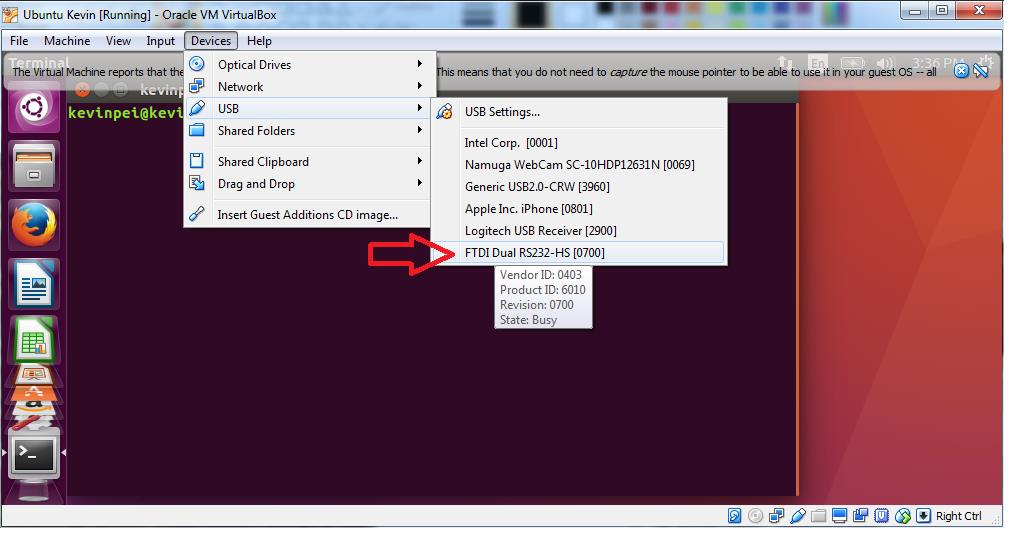 Ubuntu Kevin [Running] - Oracle VM VirtualBox
File Machine View Input Devices Help
Terminal
The Virtual Machine reports that the
This means that you do not need to capture the mouse pointer to be able to use it in your guest OS -- all
En
3:36 PM
kevinp
kevinpei@kevi
Optical Drives
Network
USB
Shared Folders
Shared Clipboard
Drag and Drop
Insert Guest Additions CD image...
USB Settings...
Intel Corp. [0001]
Namuga WebCam SC-10HDP12631N [0069]
Generic USB2.0-CRW [3960]
Apple Inc. iPhone [0801]
Logitech USB Receiver [2900]
FTDI Dual RS232-HS [0700]
Vendor ID: 0403
Product ID: 6010
Revision: 0700
State: Busy
Right Ctrl